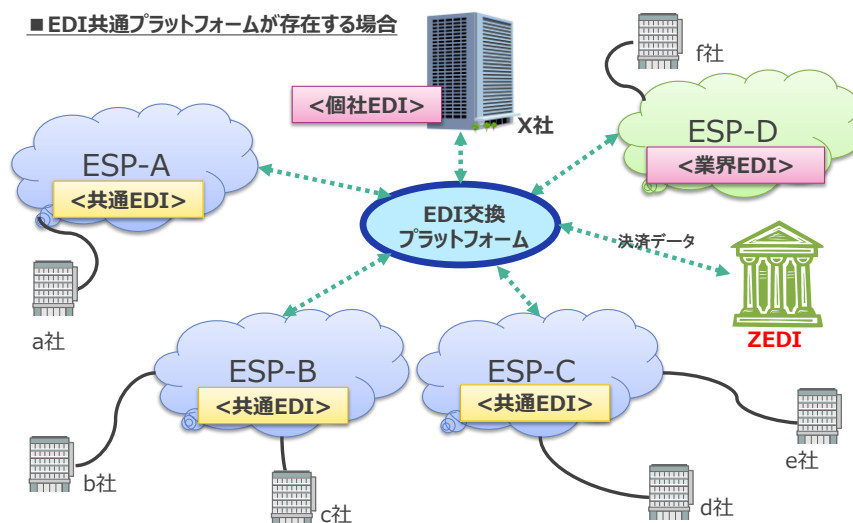 ■EDI共通プラットフォームが存在する場合
f社
<個社EDI>
X社
ESP-D
<業界EDI>
ESP-A
<共通EDI>
EDI交換
プラットフォーム
決済データ
a社
ZEDI
ESP-B
<共通EDI>
ESP-C
<共通EDI>
b社
c社
d社
e社